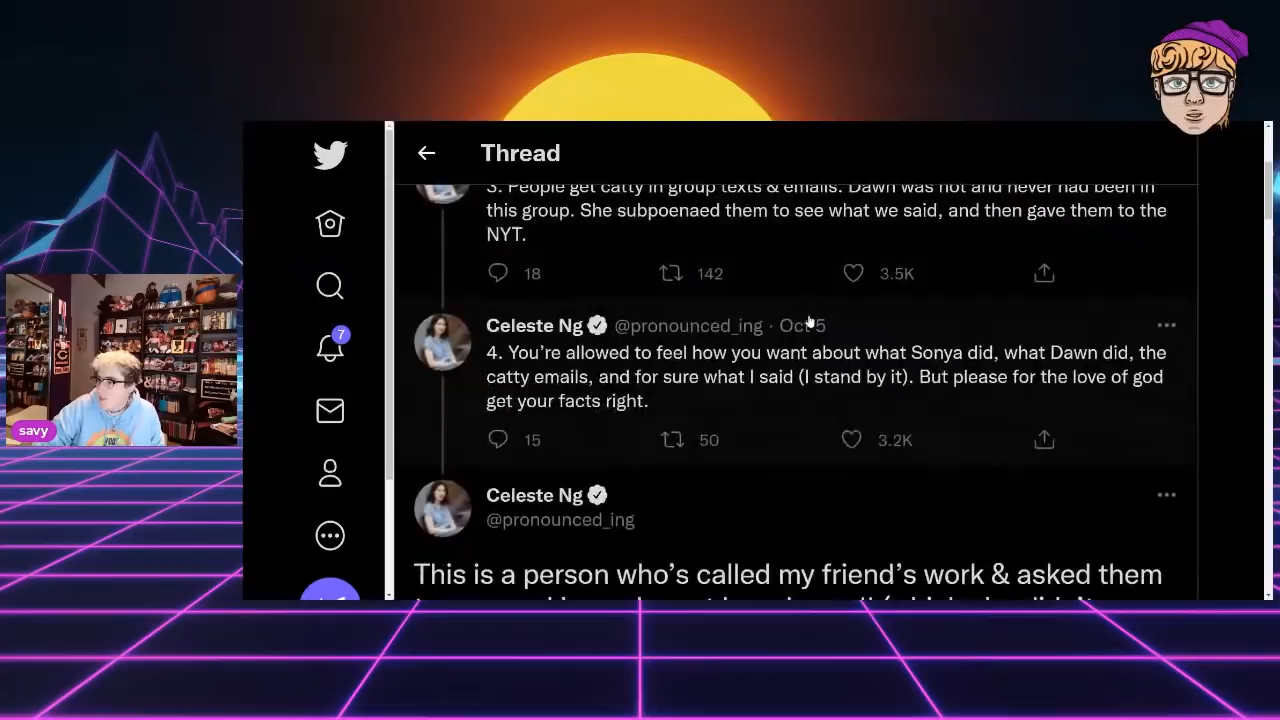 Thread
3. People get catty in group texts & emails. Dawn was not and never had been in
this group. She subpoenaed them to see what we said, and then gave them to the
NYT.
18 142 3.5K
7
Celeste Ng @pronounced_ing · Oct 5
4. You’re allowed to feel how you want about what Sonya did, what Dawn did, the
catty emails, and for sure what I said (I stand by it). But please for the love of god
get your facts right.
savy
15 50 3.2K
Celeste Ng
@pronounced_ing
This is a person who’s called my friend’s work & asked them